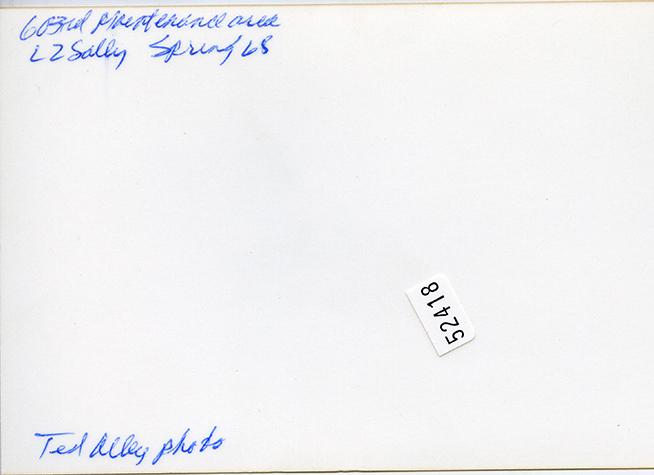 603rd Maintenance area
LZ Sally Spring 68
52418
Ted Alley photo